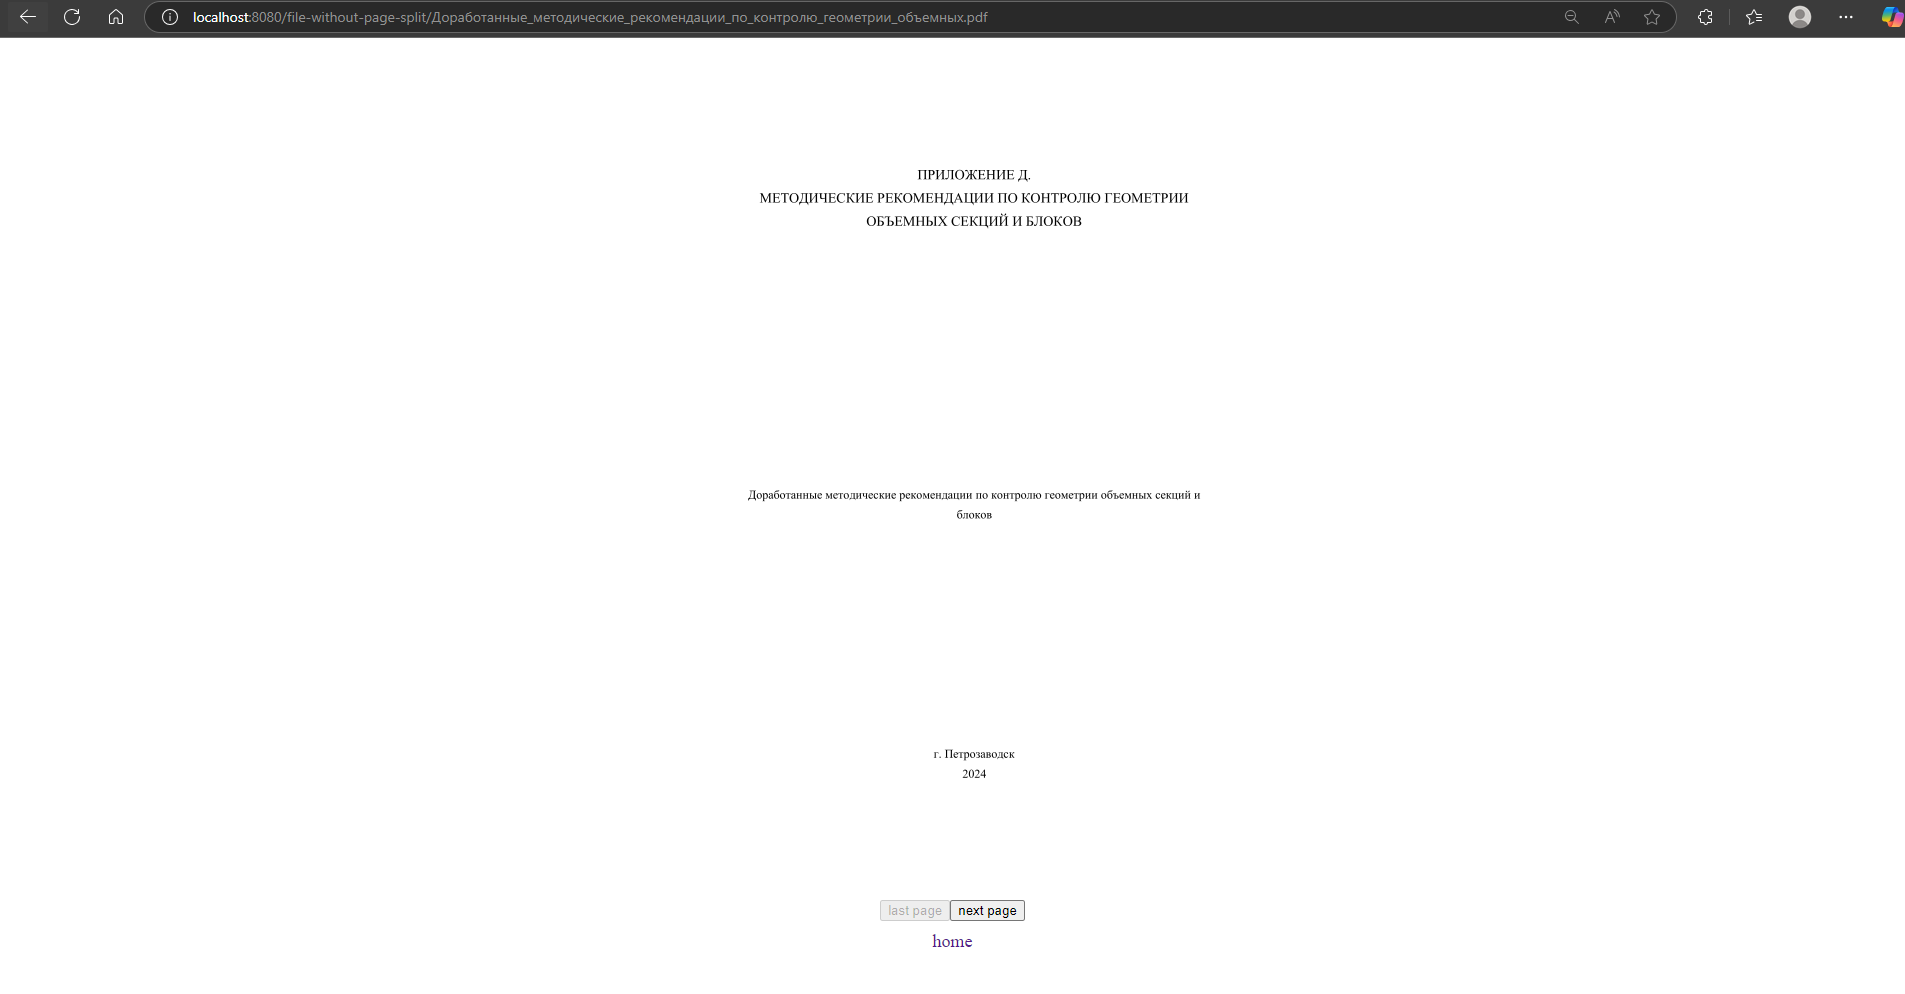 localhost:8080/file-without-page-split/Доработанные_методические_рекомендации_по_контролю_геометрии_объемных.pdf
ПРИЛОЖЕНИЕ Д.
МЕТОДИЧЕСКИЕ РЕКОМЕНДАЦИИ ПО КОНТРОЛЮ ГЕОМЕТРИИ
ОБЪЕМНЫХ СЕКЦИЙ И БЛОКОВ
Доработанные методические рекомендации по контролю геометрии объемных секций и
блоков
г. Петрозаводск
2024
last page next page
home